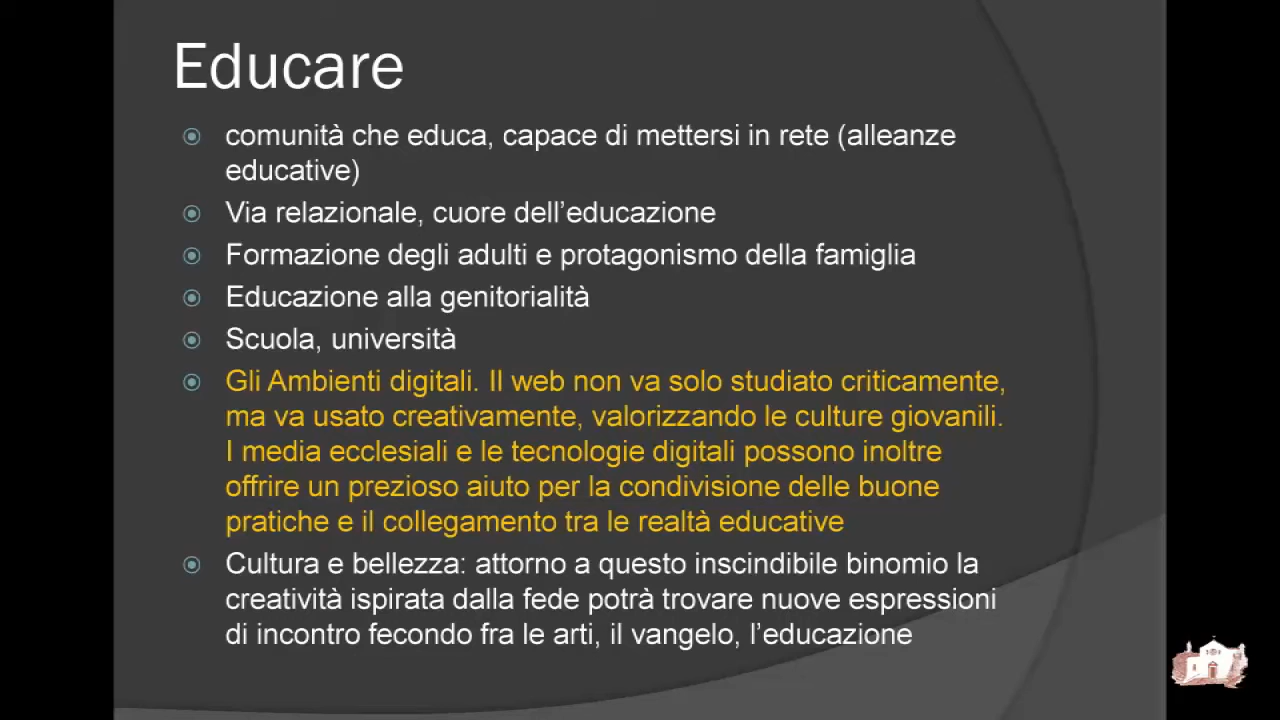 Educare
comunità che educa, capace di mettersi in rete (alleanze
educative)
Via relazionale, cuore dell’educazione
Formazione degli adulti e protagonismo della famiglia
Educazione alla genitorialità
Scuola, università
Gli Ambienti digitali. Il web non va solo studiato criticamente,
ma va usato creativamente, valorizzando le culture giovanili.
I media ecclesiali e le tecnologie digitali possono inoltre
offrire un prezioso aiuto per la condivisione delle buone
pratiche e il collegamento tra le realtà educative
Cultura e bellezza: attorno a questo inscindibile binomio la
creatività ispirata dalla fede potrà trovare nuove espressioni
di incontro fecondo fra le arti, il vangelo, l’educazione